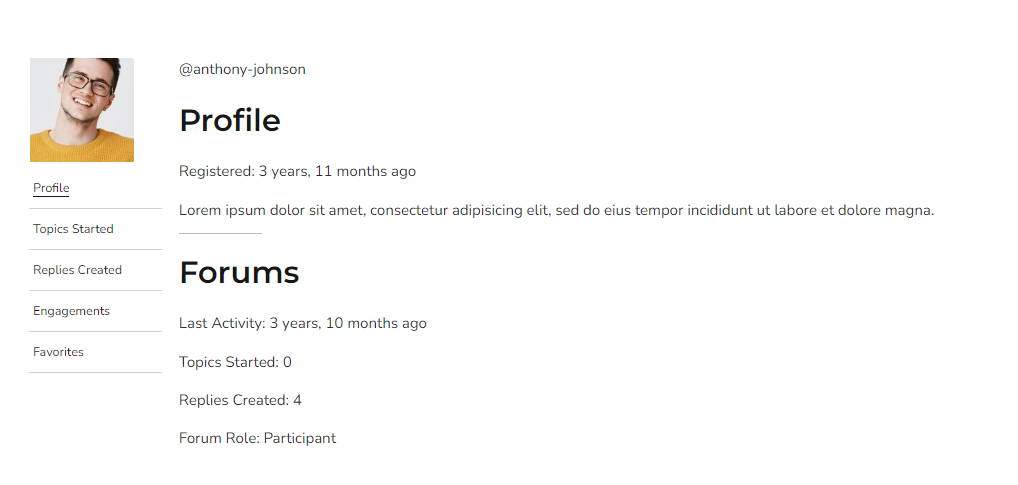 @anthony-johnson
Profile
Registered: 3 years, 11 months ago
Lorem ipsum dolor sit amet, consectetur adipisicing elit, sed do eius tempor incididunt ut labore et dolore magna.
Forums
Last Activity: 3 years, 10 months ago
Topics Started: 0
Replies Created: 4
Forum Role: Participant
Profile
Topics Started
Replies Created
Engagements
Favorites